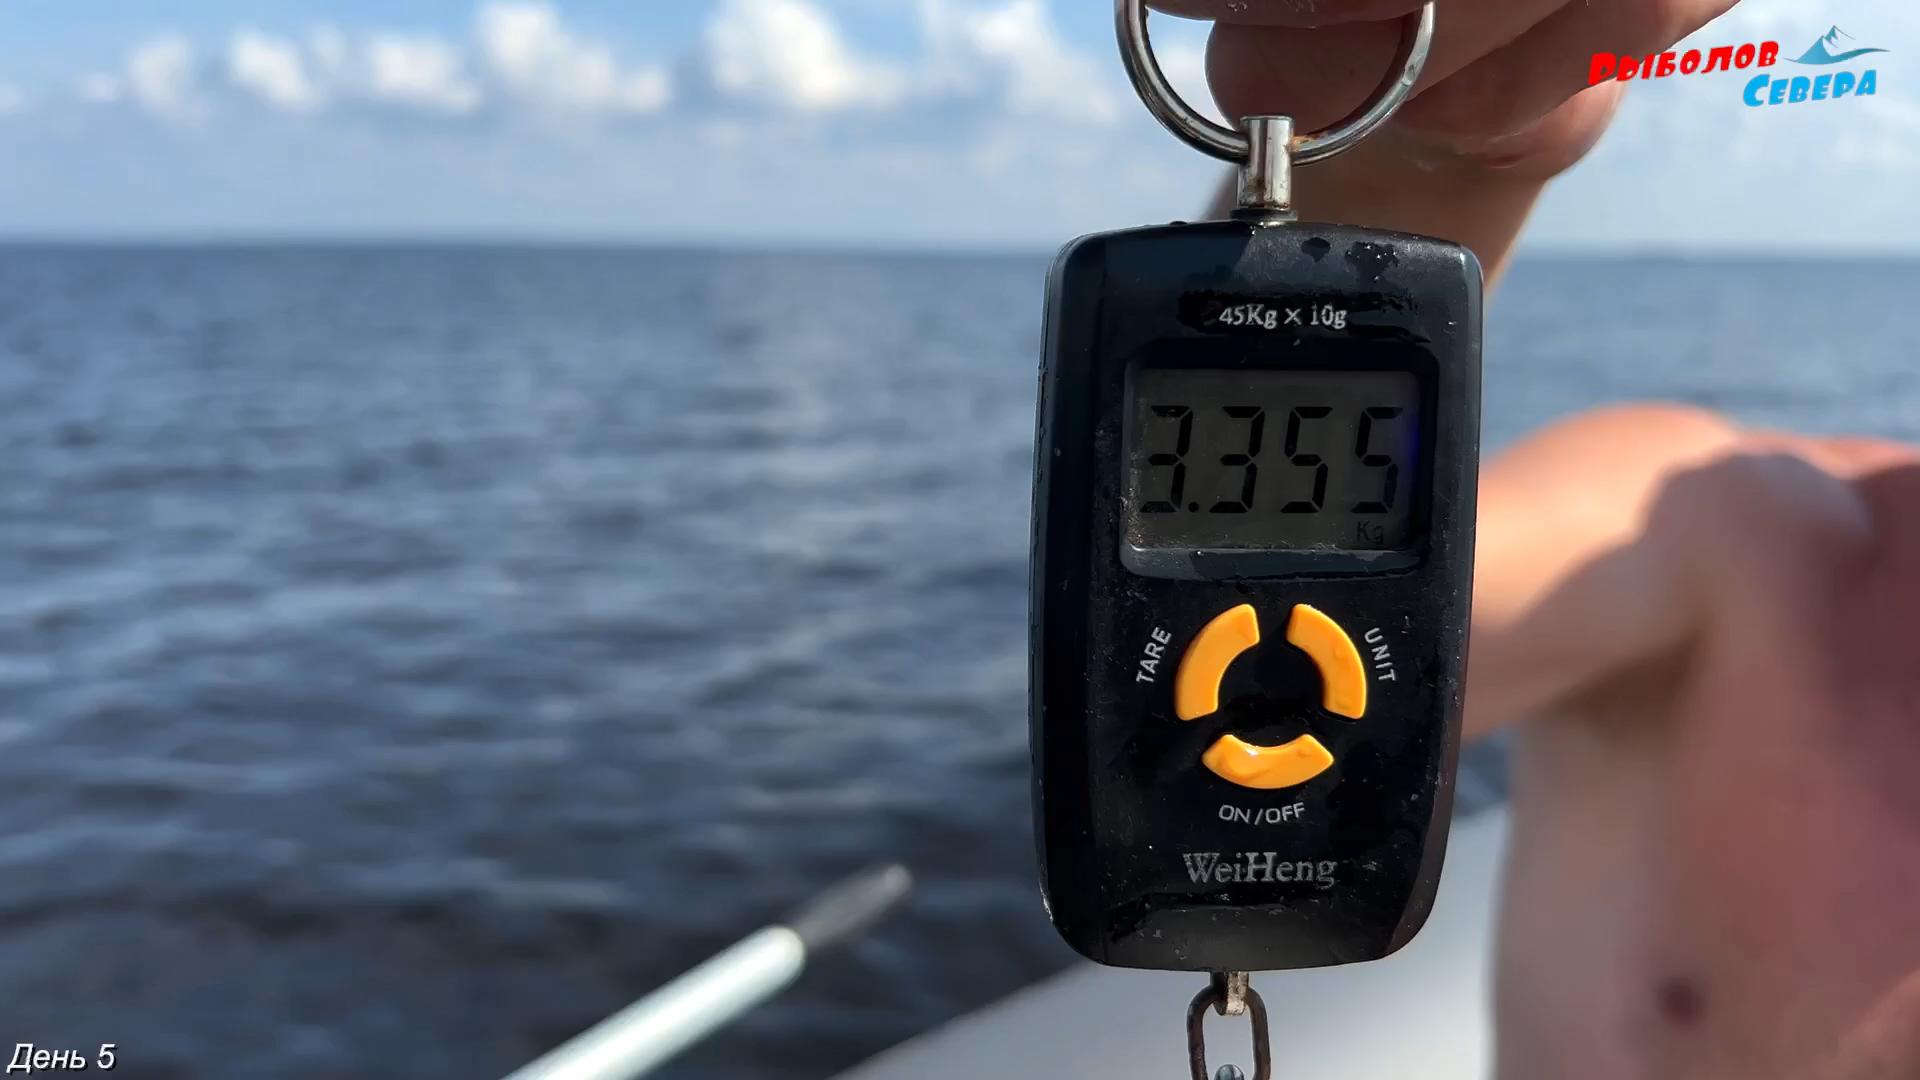 Рыболов
Севера
45Kg × 10g
3.355
Kg
TARE
UNIT
ON/OFF
WeiHeng
День 5